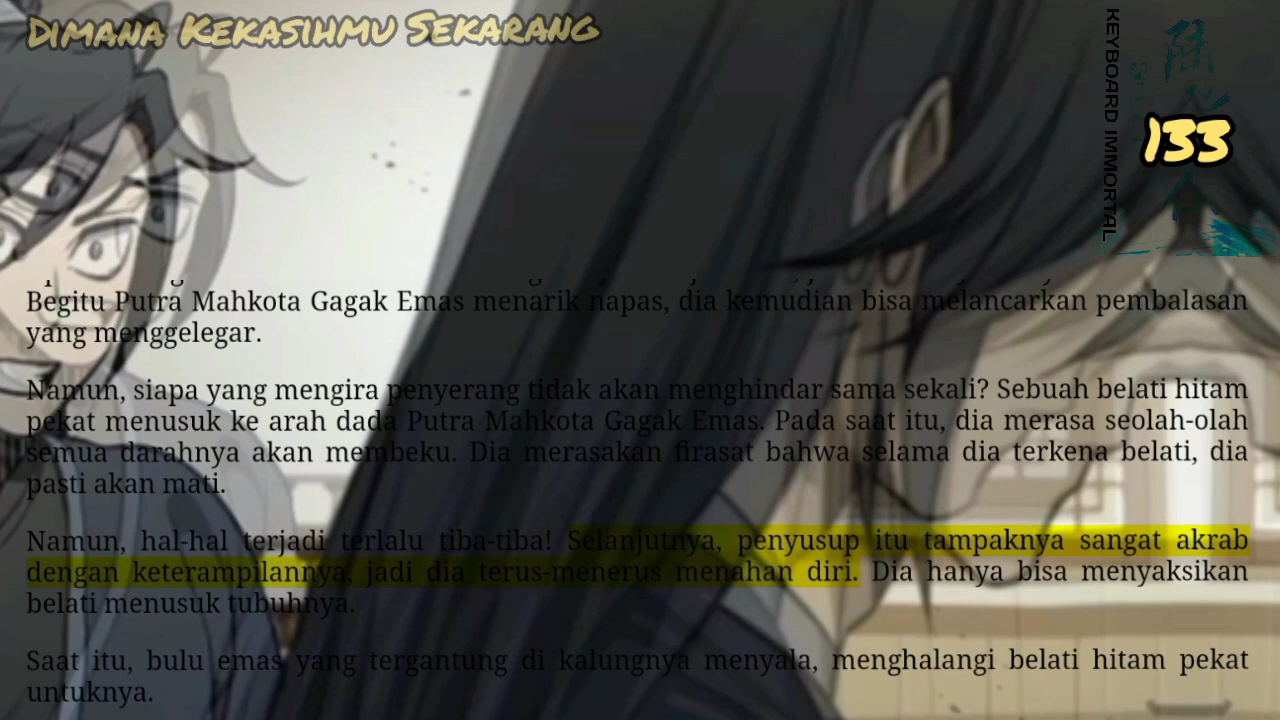 Dimana Kekasihmu Sekarang
KEYBOARD IMMORTAL
133
Begitu Putra Mahkota Gagak Emas menarik napas, dia kemudian bisa melancarkan pembalasan
yang menggelegar.
Namun, siapa yang mengira penyerang tidak akan menghindar sama sekali? Sebuah belati hitam
pekat menusuk ke arah dada Putra Mahkota Gagak Emas. Pada saat itu, dia merasa seolah-olah
semua darahnya akan membeku. Dia merasakan firasat bahwa selama dia terkena belati, dia
pasti akan mati.
Namun, hal-hal terjadi terlalu tiba-tiba! Selanjutnya, penyusup itu tampaknya sangat akrab
dengan keterampilannya, jadi dia terus-menerus menahan diri. Dia hanya bisa menyaksikan
belati menusuk tubuhnya.
Saat itu, bulu emas yang tergantung di kalungnya menyala, menghalangi belati hitam pekat
untuknya.